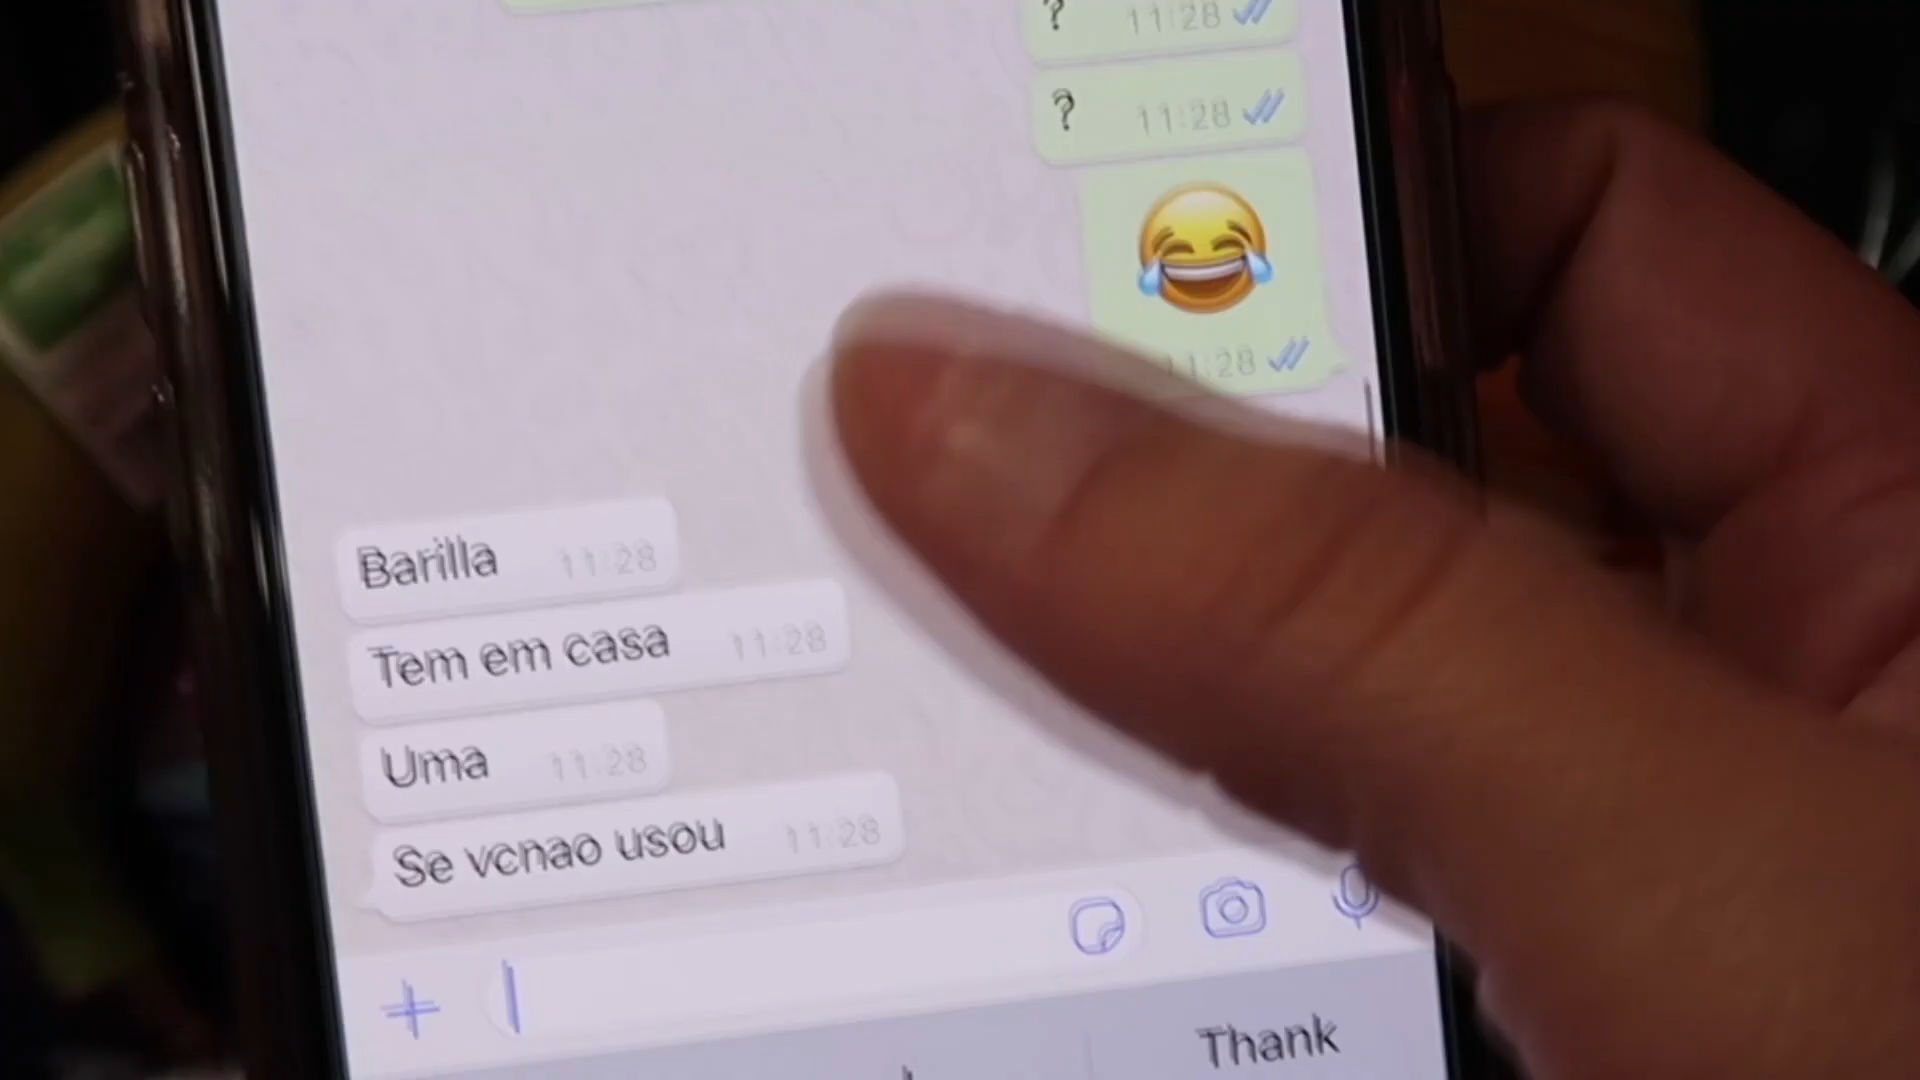 ? 11:28
? 11:28
11:28
Barilla 11:28
Tem em casa 11:28
Uma 11:28
Se vcnao usou 11:28
Thank